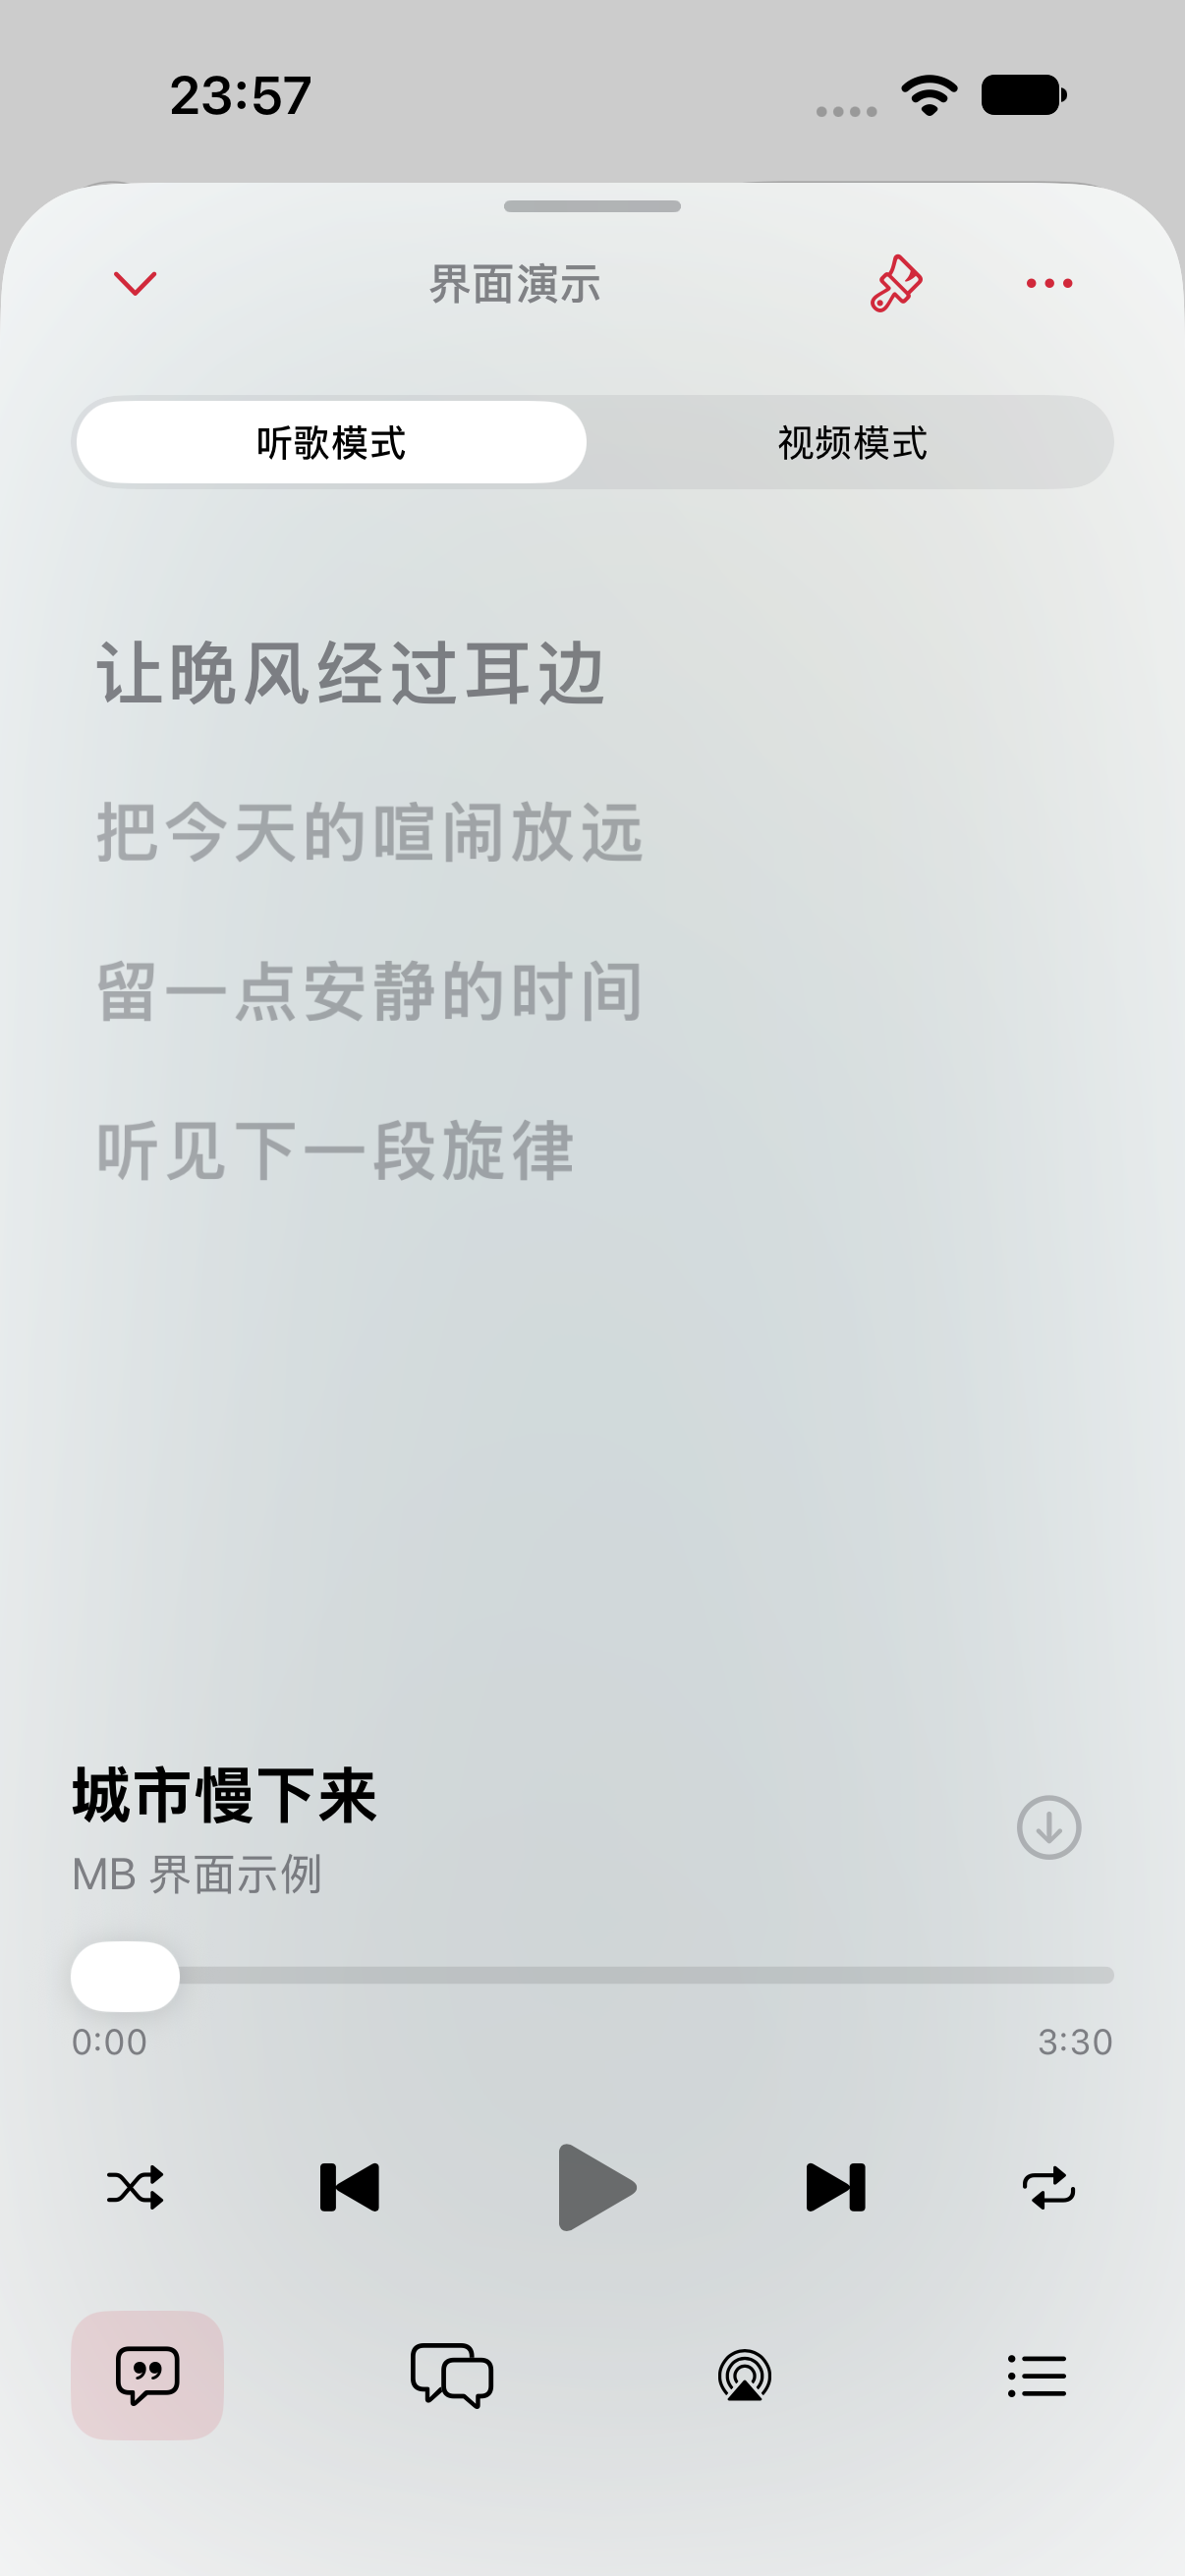 23:57
界面演示
听歌模式
视频模式
让晚风经过耳边
把今天的喧闹放远
留一点安静的时间
听见下一段旋律
城市慢下来
MB 界面示例
0:00
3:30